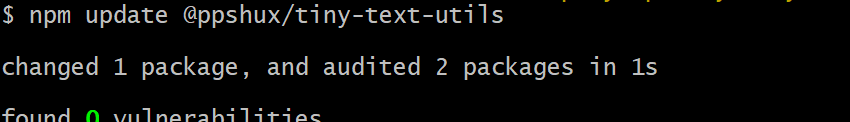 $ npm update @ppshux/tiny-text-utils
changed 1 package, and audited 2 packages in 1s
found 0 vulnerabilities